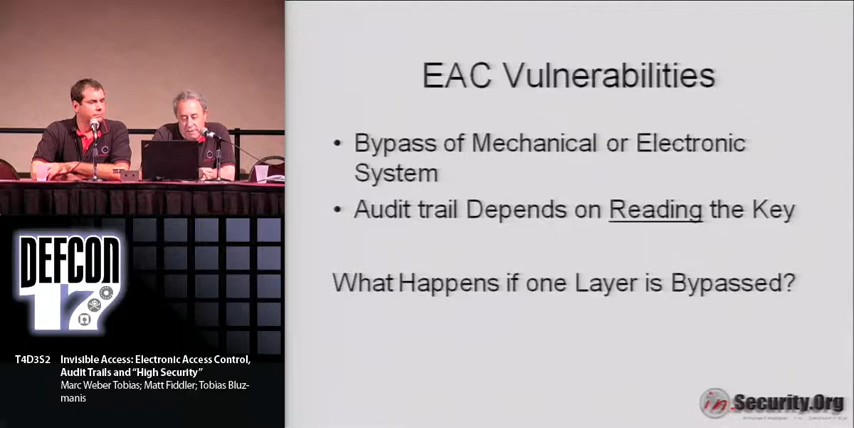 EAC Vulnerabilities
• Bypass of Mechanical or Electronic
System
• Audit trail Depends on Reading the Key
What Happens if one Layer is Bypassed?
DEFCON
17
T4D3S2 Invisible Access: Electronic Access Control,
Audit Trails and “High Security”
Marc Weber Tobias; Matt Fiddler; Tobias Bluz-
manis
in.Security.Org